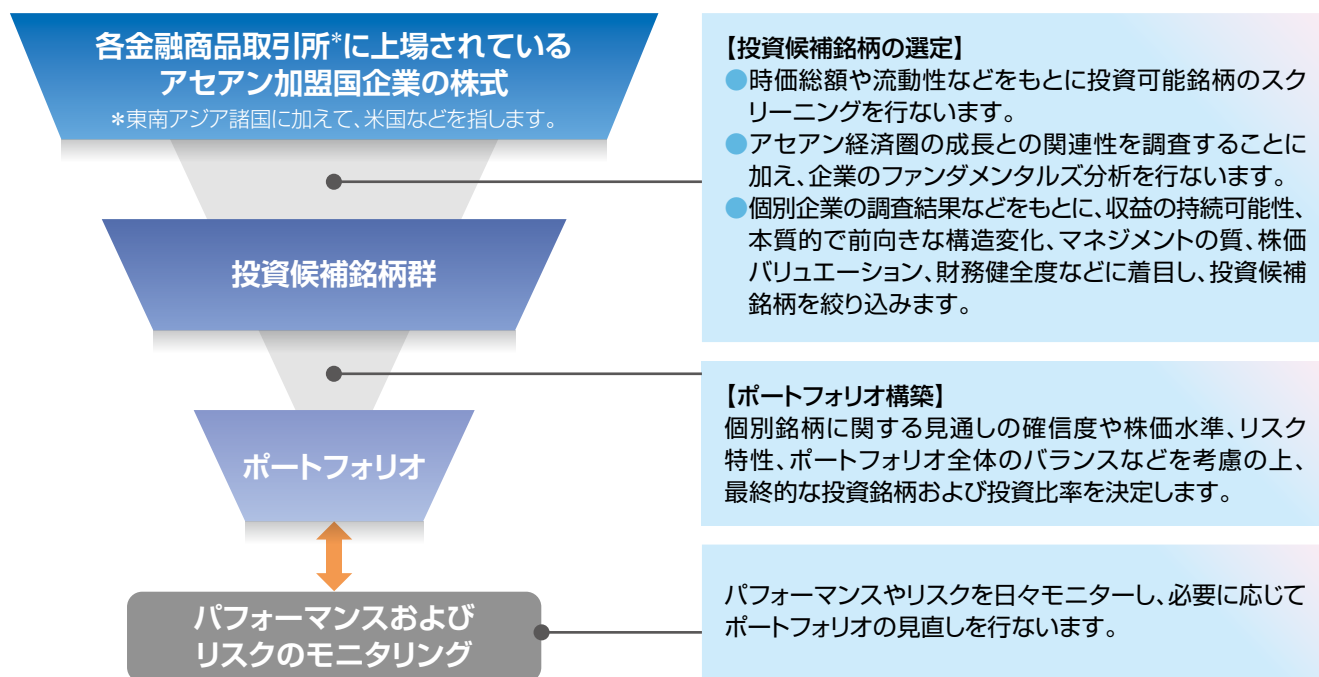 各金融商品取引所*に上場されている
アセアン加盟国企業の株式
*東南アジア諸国に加えて、米国などを指します。
投資候補銘柄群
ポートフォリオ
パフォーマンスおよび
リスクのモニタリング
【投資候補銘柄の選定】
●時価総額や流動性などをもとに投資可能銘柄のスク
リーニングを行ないます。
●アセアン経済圏の成長との関連性を調査することに
加え、企業のファンダメンタルズ分析を行ないます。
●個別企業の調査結果などをもとに、収益の持続可能性、
本質的で前向きな構造変化、マネジメントの質、株価
バリュエーション、財務健全度などに着目し、投資候補
銘柄を絞り込みます。
【ポートフォリオ構築】
個別銘柄に関する見通しの確信度や株価水準、リスク
特性、ポートフォリオ全体のバランスなどを考慮の上、
最終的な投資銘柄および投資比率を決定します。
パフォーマンスやリスクを日々モニターし、必要に応じて
ポートフォリオの見直しを行ないます。